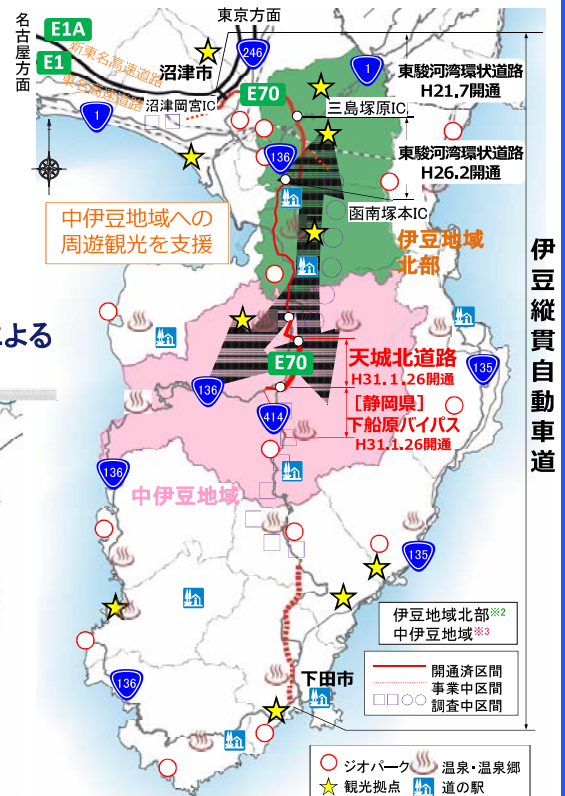 名古屋方面
東京方面
E1A
E1
新東名高速道路
東名高速道路
沼津市
246
1
沼津岡宮IC
E70
1
三島塚原IC
136
東駿河湾環状道路
H21.7開通
東駿河湾環状道路
H26.2開通
函南塚本IC
中伊豆地域への
周遊観光を支援
伊豆地域
北部
による
伊豆縦貫自動車道
E70
天城北道路
H31.1.26開通
135
136
414
[静岡県]
下船原バイパス
H31.1.26開通
136
中伊豆地域
135
伊豆地域北部※2
中伊豆地域※3
開通済区間
事業中区間
調査中区間
136
下田市
ジオパーク
温泉・温泉郷
観光拠点
道の駅